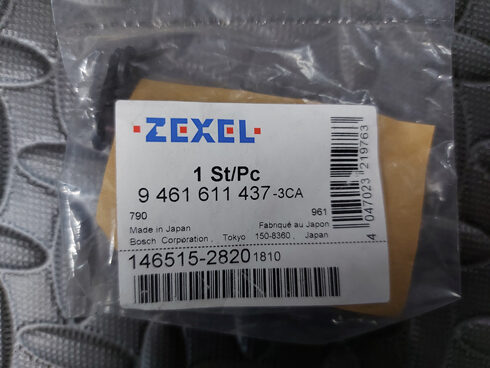 ZEXEL
1 St/Pc
9 461 611 437-3CA
790 961
Made in Japan Fabriqué au Japon
Bosch Corporation, Tokyo 150-8360, Japan
146515-2820 1810
4 047023 219763